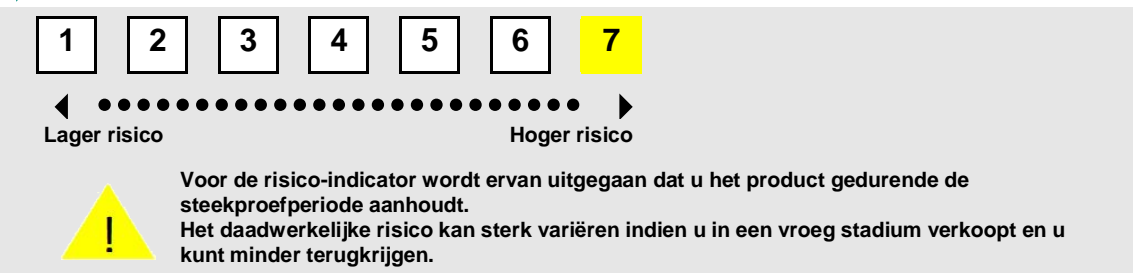 1 2 3 4 5 6 7
Lager risico Hoger risico
!
Voor de risico-indicator wordt ervan uitgegaan dat u het product gedurende de
steekproefperiode aanhoudt.
Het daadwerkelijke risico kan sterk variëren indien u in een vroeg stadium verkoopt en u
kunt minder terugkrijgen.